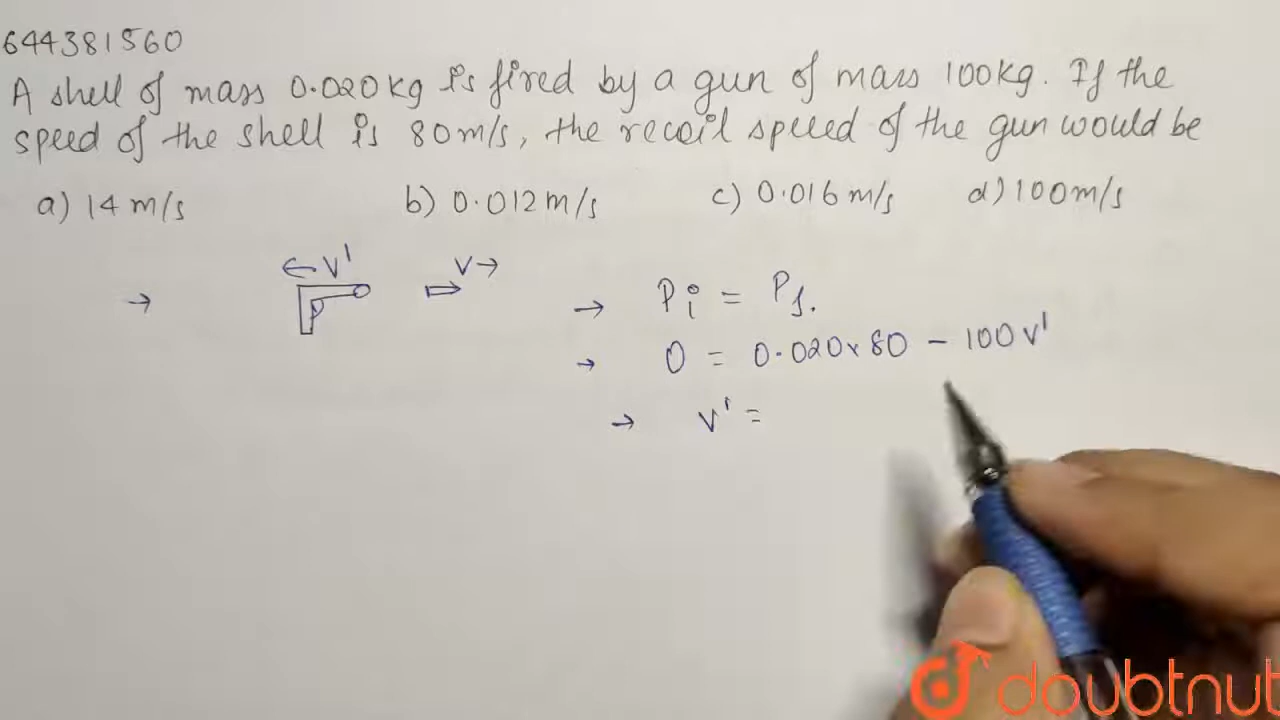 644381560
A shell of mass 0.020kg is fired by a gun of mass 100kg. If the
speed of the shell is 80m/s, the recoil speed of the gun would be
a) 14 m/s b) 0.012 m/s c) 0.016 m/s d) 100 m/s
← V' V →
→ Pi = Pf.
→ 0 = 0.020 x 80 - 100 V'
→ V' =
doubtnut